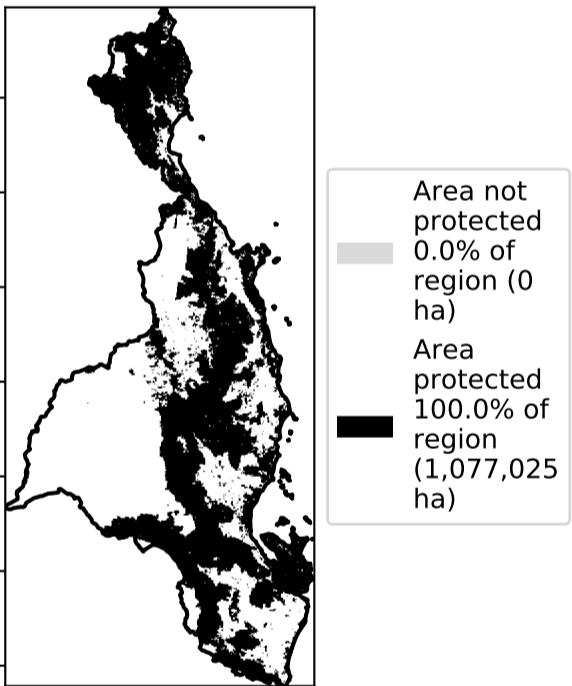 Area not
protected
0.0% of
region (0
ha)
Area
protected
100.0% of
region
(1,077,025
ha)